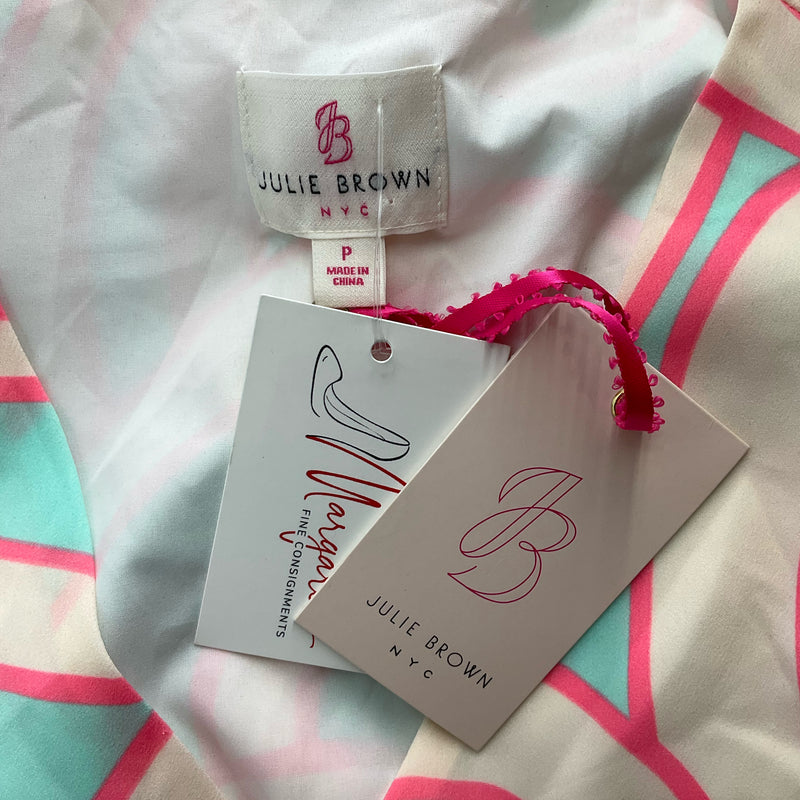 JB
JULIE BROWN
NYC
P
MADE IN
CHINA
FINE CONSIGNMENTS
JB
JULIE BROWN
NYC